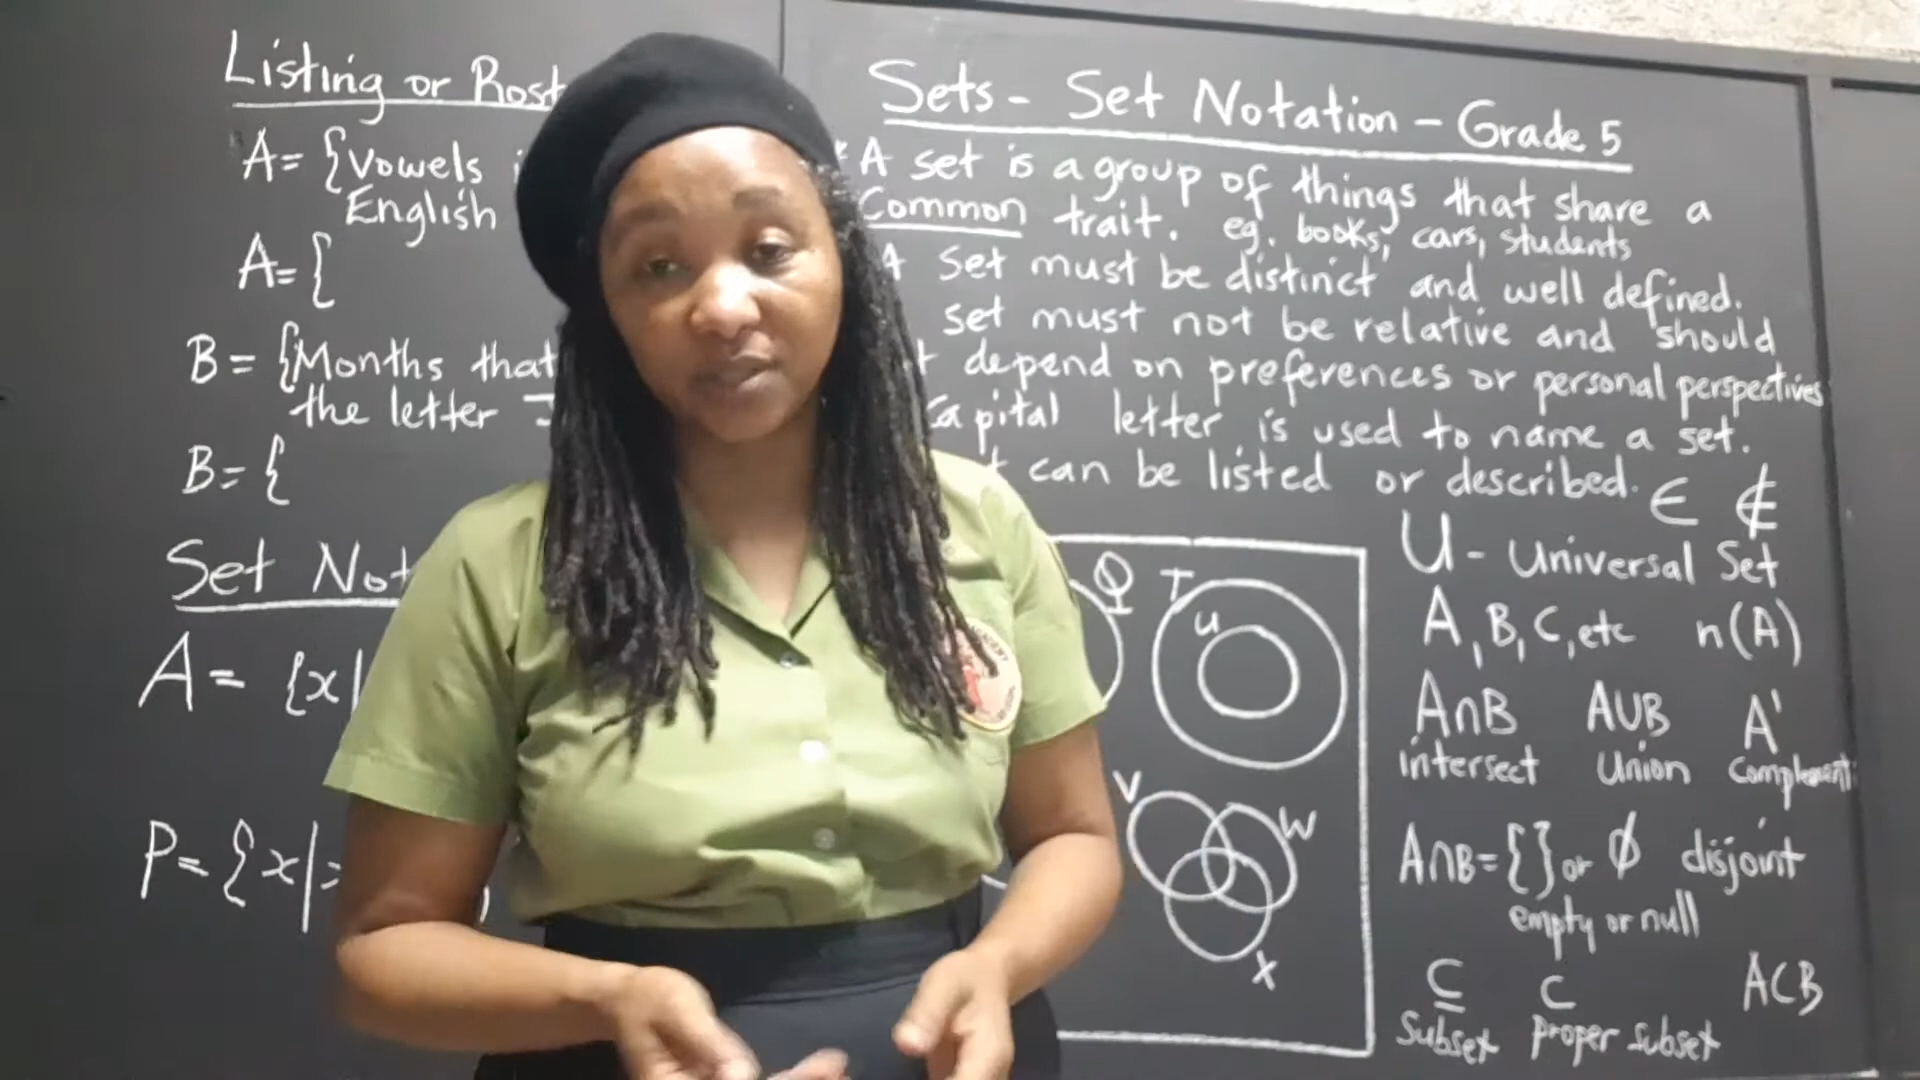 Listing or Rost
A = {Vowels
English
A = {
B = {Months that
the letter J
B = {
Set Not
A = {x|
P = {x|
Sets - Set Notation - Grade 5
* A set is a group of things that share a
Common trait. eg. books, cars, students
A set must be distinct and well defined.
set must not be relative and should
depend on preferences or personal perspectives
Capital letter is used to name a set.
can be listed or described.
∈ ∉
U - Universal Set
A, B, C, etc n(A)
A∩B A∪B A'
intersect Union Complement
A∩B = { } or ∅ disjoint
empty or null
⊆ ⊂ A⊂B
Subset proper subset
Q T
U
V
W
X
ACADEMY